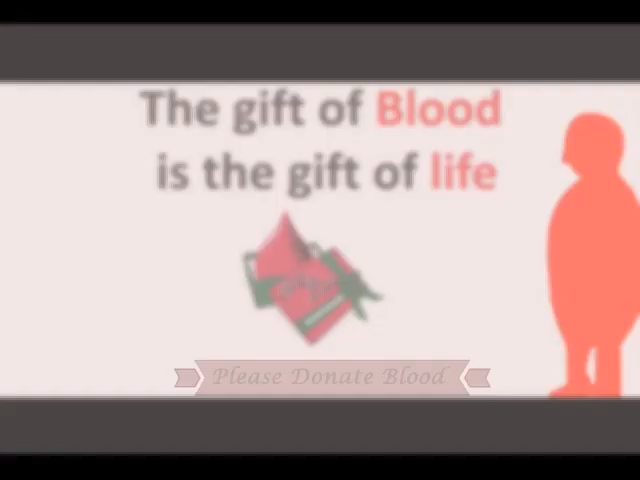 The gift of Blood
is the gift of life
Please Donate Blood